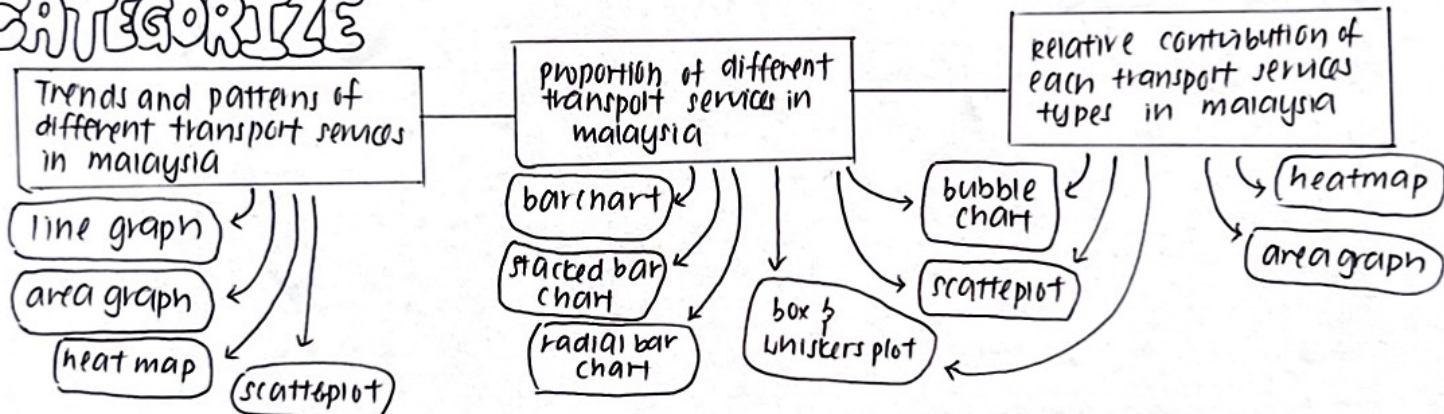 CATEGORIZE
Trends and patterns of
different transport services
in malaysia
line graph
area graph
heat map
scatteplot
proportion of different
transport services in
malaysia
barchart
stacked bar
chart
radial bar
chart
box &
whiskers plot
bubble
chart
scatteplot
Relative contribution of
each transport services
types in malaysia
heatmap
area graph